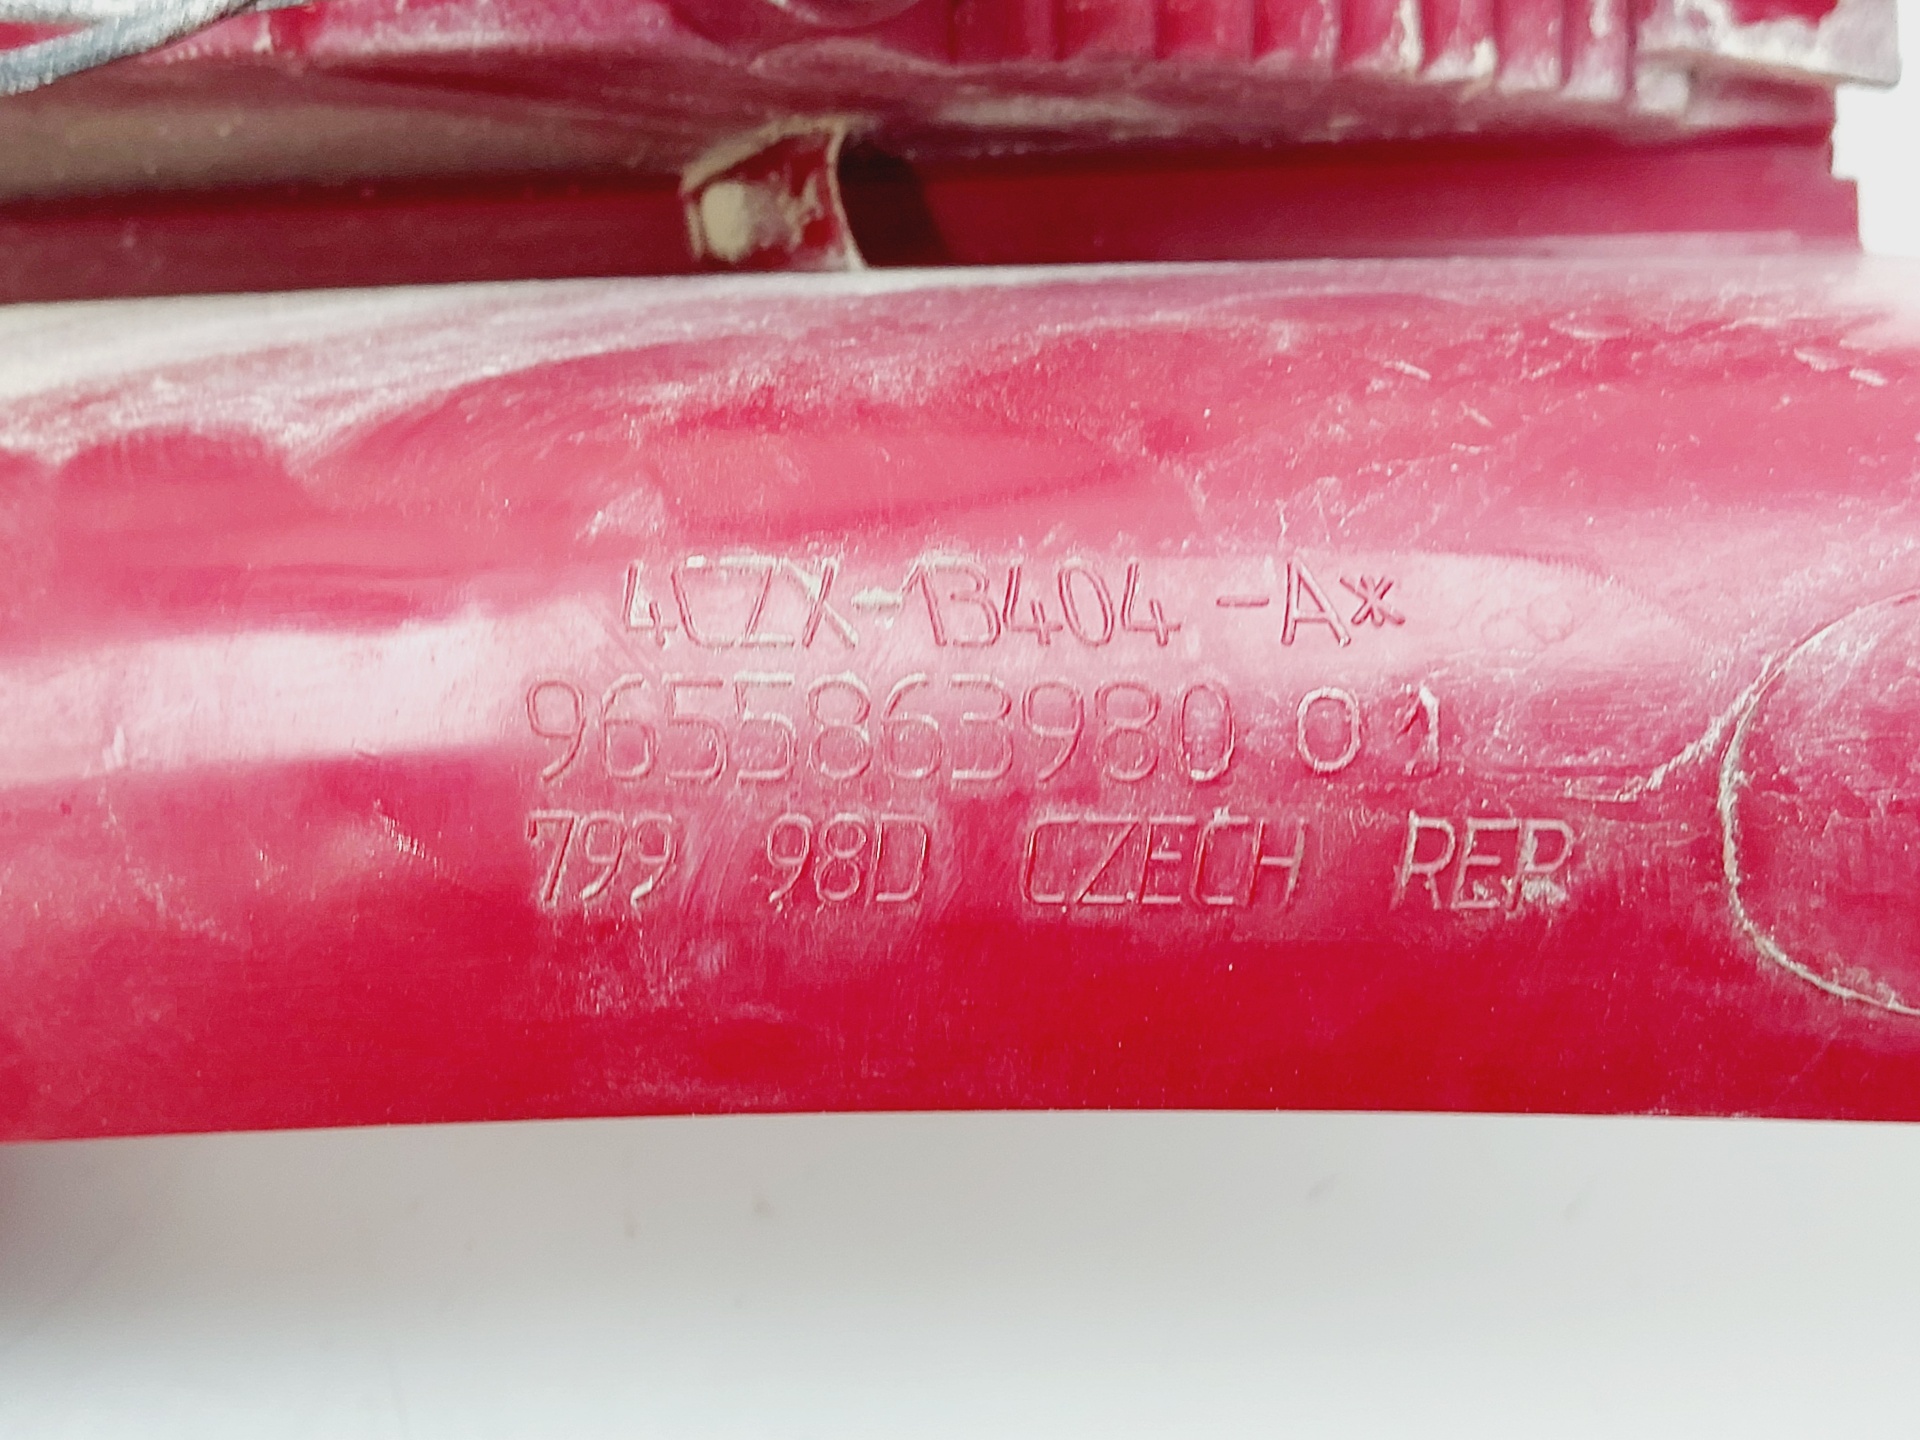 4CZX-13404-A*
9655863980 01
799 98D CZECH REP